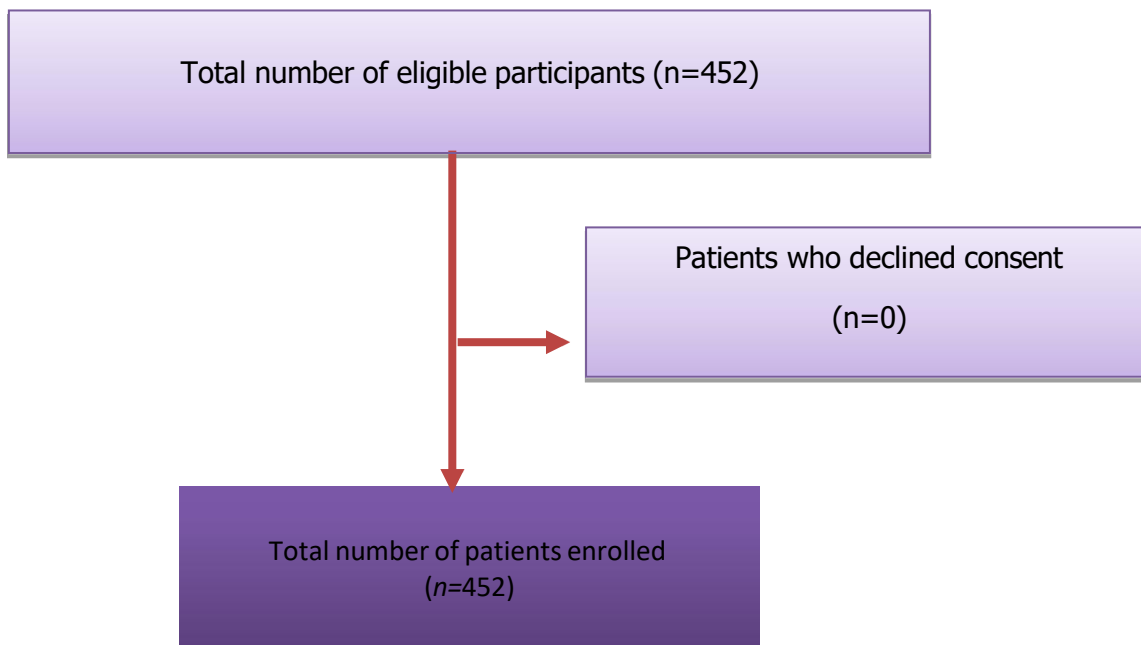 Total number of eligible participants (n=452)
Patients who declined consent
(n=0)
Total number of patients enrolled
(n=452)